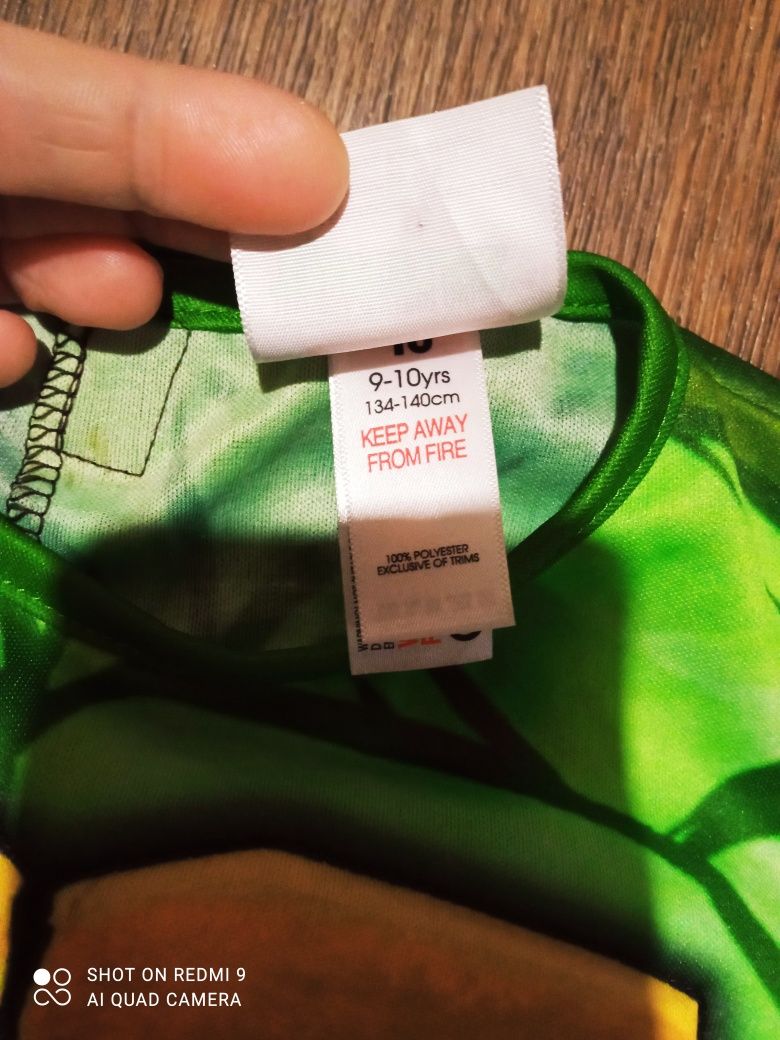 10
9-10yrs
134-140cm
KEEP AWAY
FROM FIRE
100% POLYESTER
EXCLUSIVE OF TRIMS
SHOT ON REDMI 9
AI QUAD CAMERA